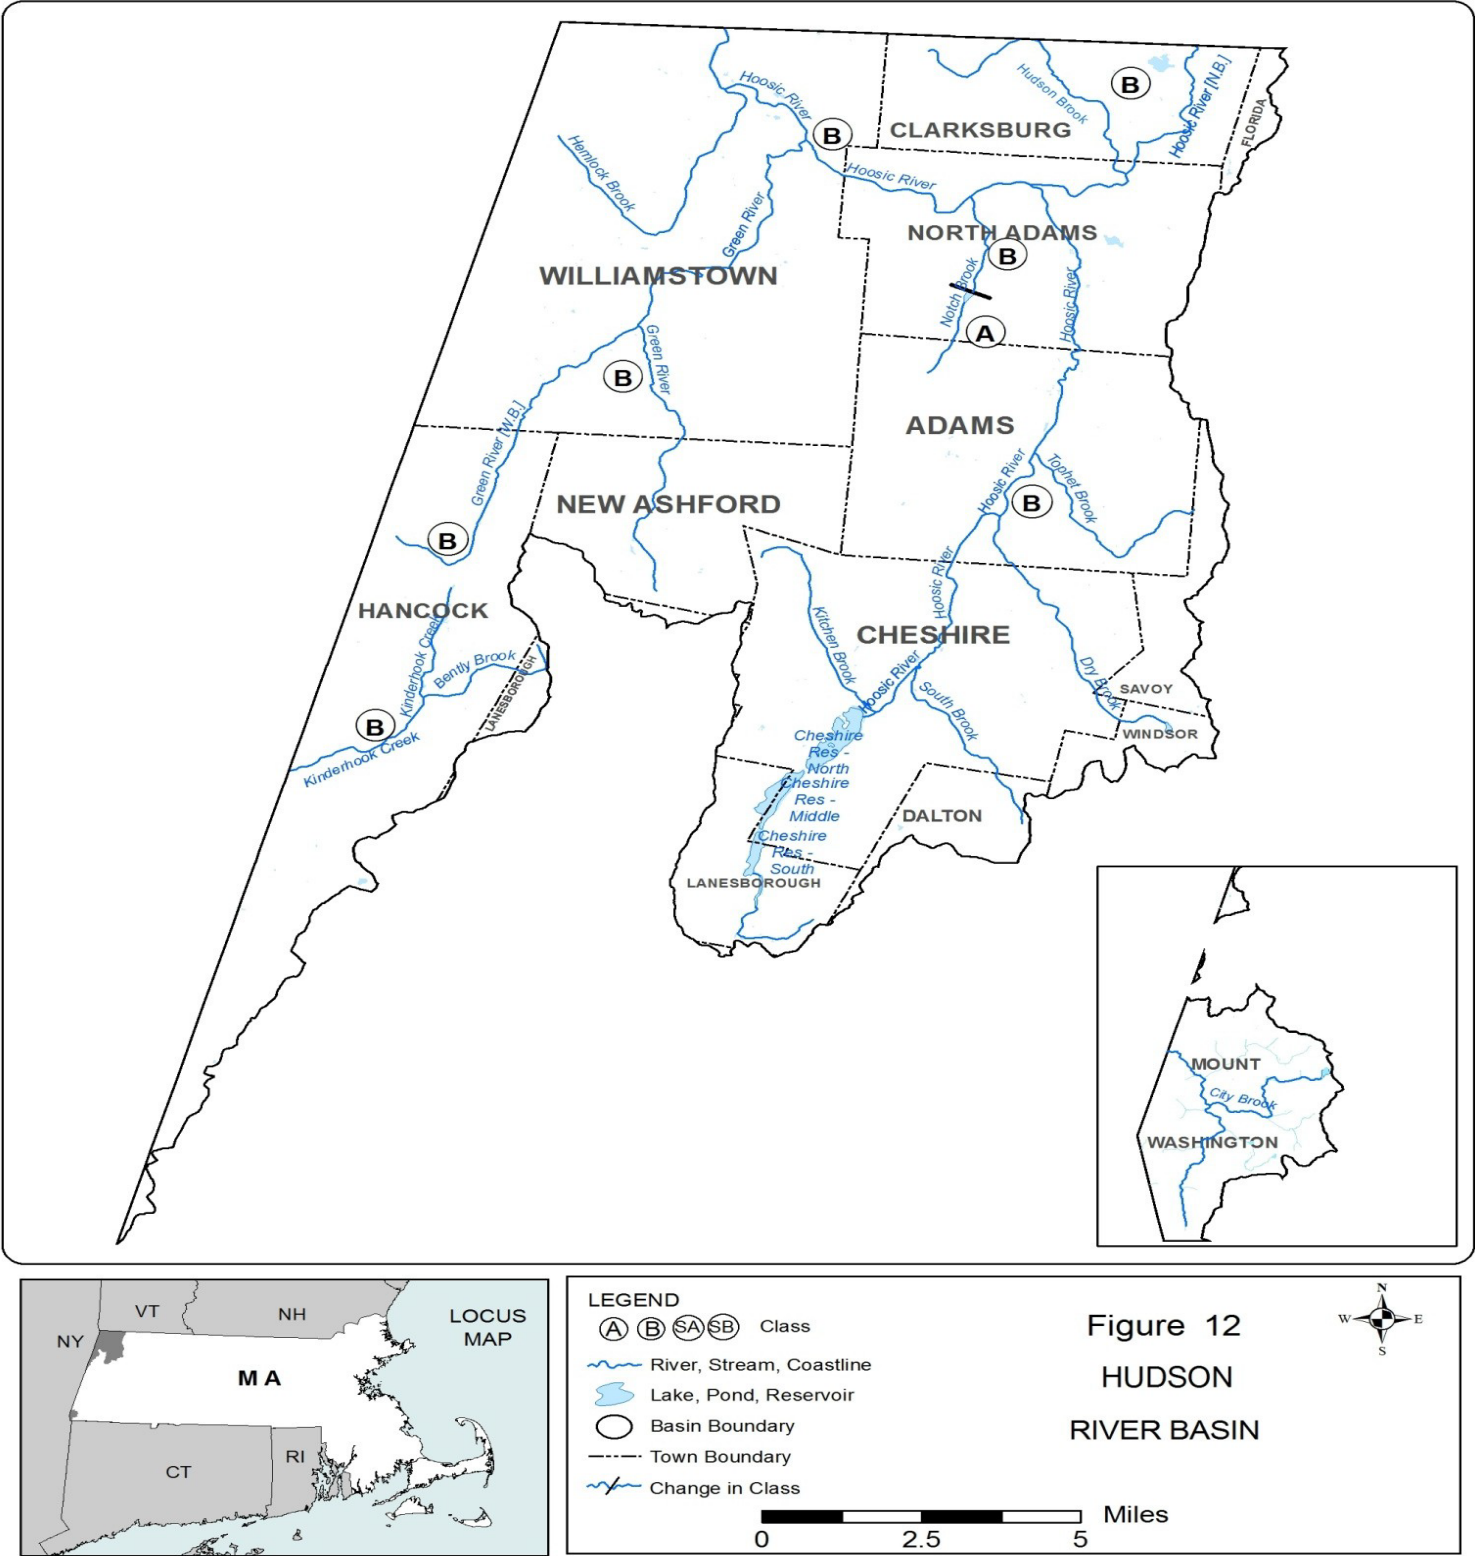 Hoosic River
Hudson Brook
B
Hoosic River [N.B.]
FLORIDA
B
CLARKSBURG
Hemlock Brook
Hoosic River
Green River
NORTH ADAMS
B
WILLIAMSTOWN
Notch Brook
Hoosic River
A
Green River
B
ADAMS
Green River [W.B.]
Hoosic River
Tophet Brook
B
NEW ASHFORD
B
Hoosic River
HANCOCK
Kinderhook Creek
Bently Brook
LANESBOROUGH
Kitchen Brook
CHESHIRE
Hoosic River
South Brook
Dry Brook
SAVOY
WINDSOR
B
Kinderhook Creek
Cheshire
Res -
North
Cheshire
Res -
Middle
Cheshire
Res -
South
DALTON
LANESBOROUGH
MOUNT
City Brook
WASHINGTON
VT
NH
NY
LOCUS
MAP
MA
CT
RI
LEGEND
A B SA SB Class
River, Stream, Coastline
Lake, Pond, Reservoir
Basin Boundary
Town Boundary
Change in Class
Figure 12
HUDSON
RIVER BASIN
N
W E
S
Miles
0 2.5 5